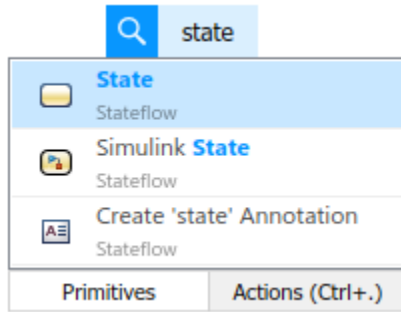 state
State
Stateflow
Simulink State
Stateflow
A
Create 'state' Annotation
Stateflow
Primitives Actions (Ctrl+.)